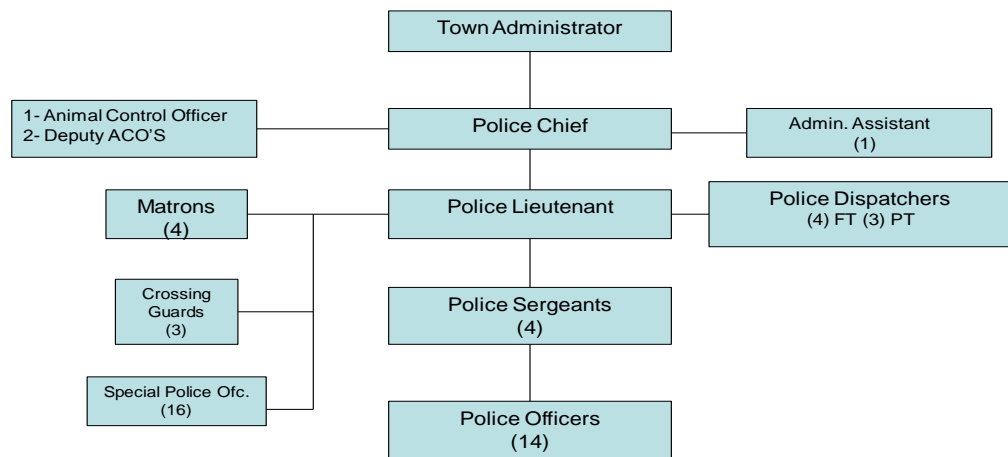 Town Administrator
1- Animal Control Officer
2- Deputy ACO'S
Police Chief
Admin. Assistant
(1)
Matrons
(4)
Police Lieutenant
Police Dispatchers
(4) FT (3) PT
Crossing
Guards
(3)
Police Sergeants
(4)
Special Police Ofc.
(16)
Police Officers
(14)